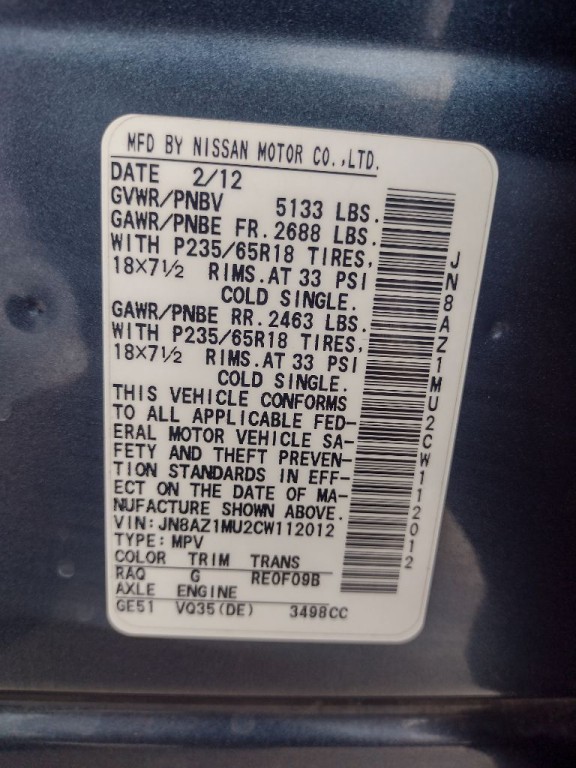 MFD BY NISSAN MOTOR CO.,LTD.
DATE 2/12
GVWR/PNBV 5133 LBS.
GAWR/PNBE FR. 2688 LBS.
WITH P235/65R18 TIRES,
18X7½ RIMS.AT 33 PSI
COLD SINGLE.
GAWR/PNBE RR. 2463 LBS.
WITH P235/65R18 TIRES,
18X7½ RIMS.AT 33 PSI
COLD SINGLE.
THIS VEHICLE CONFORMS
TO ALL APPLICABLE FED-
ERAL MOTOR VEHICLE SA-
FETY AND THEFT PREVEN-
TION STANDARDS IN EFF-
ECT ON THE DATE OF MA-
NUFACTURE SHOWN ABOVE.
VIN:JN8AZ1MU2CW112012
TYPE:MPV
COLOR TRIM TRANS
RAQ G RE0F09B
AXLE ENGINE
GE51 VQ35(DE) 3498CC
JN8AZ1MU2CW112012